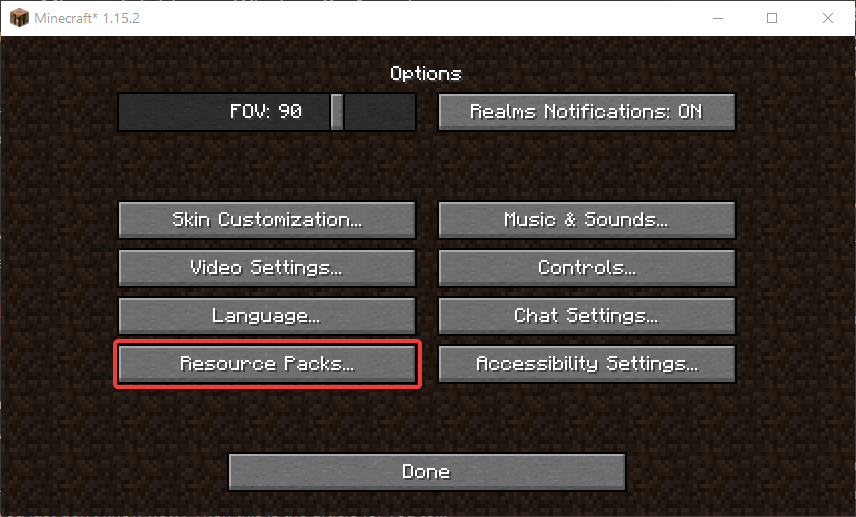 Minecraft* 1.15.2
Options
FOV: 90
Realms Notifications: ON
Skin Customization...
Music & Sounds...
Video Settings...
Controls...
Language...
Chat Settings...
Resource Packs...
Accessibility Settings...
Done